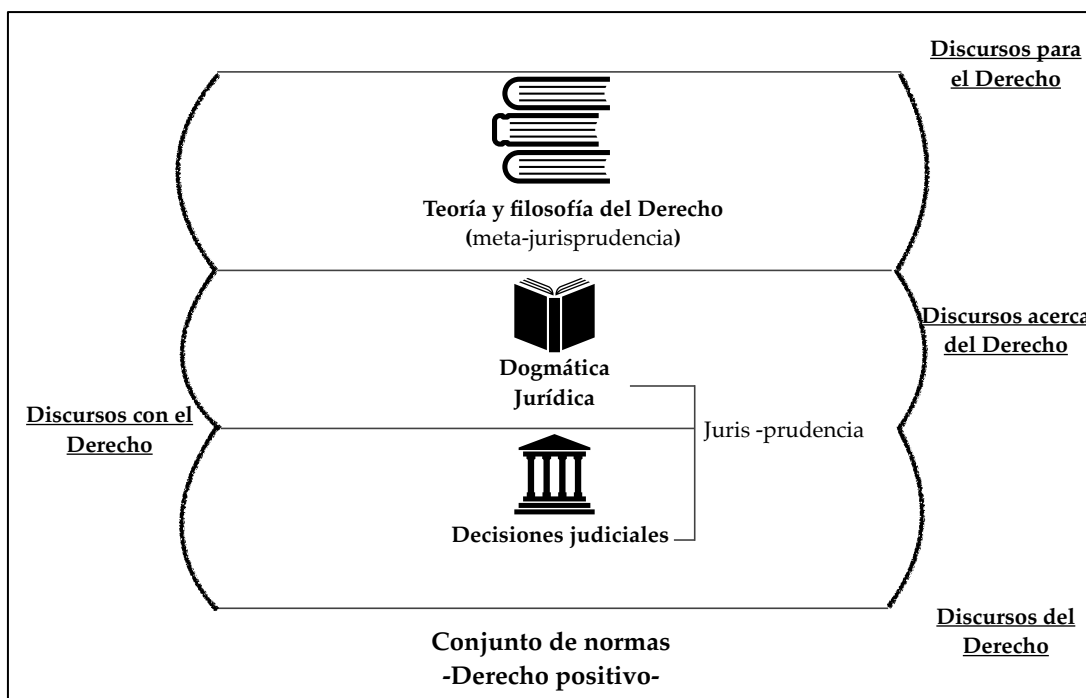 Discursos para
el Derecho
Teoría y filosofía del Derecho
(meta-jurisprudencia)
Discursos acerca
del Derecho
Dogmática
Jurídica
Discursos con el
Derecho
Juris -prudencia
Decisiones judiciales
Discursos del
Derecho
Conjunto de normas
-Derecho positivo-